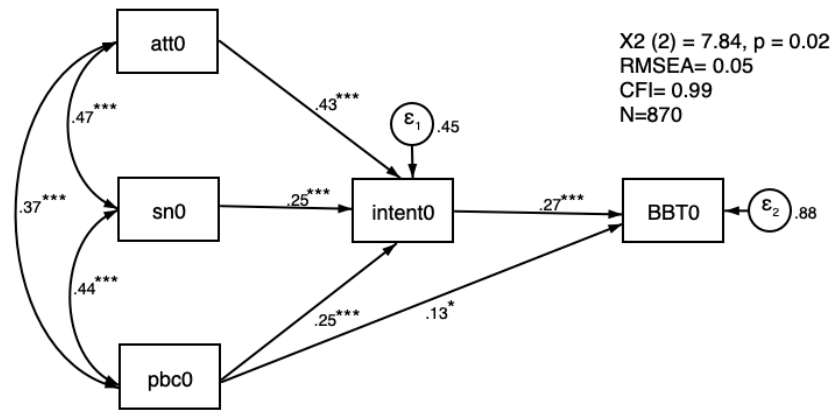 att0
X2 (2) = 7.84, p = 0.02
RMSEA= 0.05
CFI= 0.99
N=870
.43***
ε1 .45
.47***
.37***
sn0
.25***
intent0
.27***
BBT0
ε2 .88
.44***
.25***
.13*
pbc0